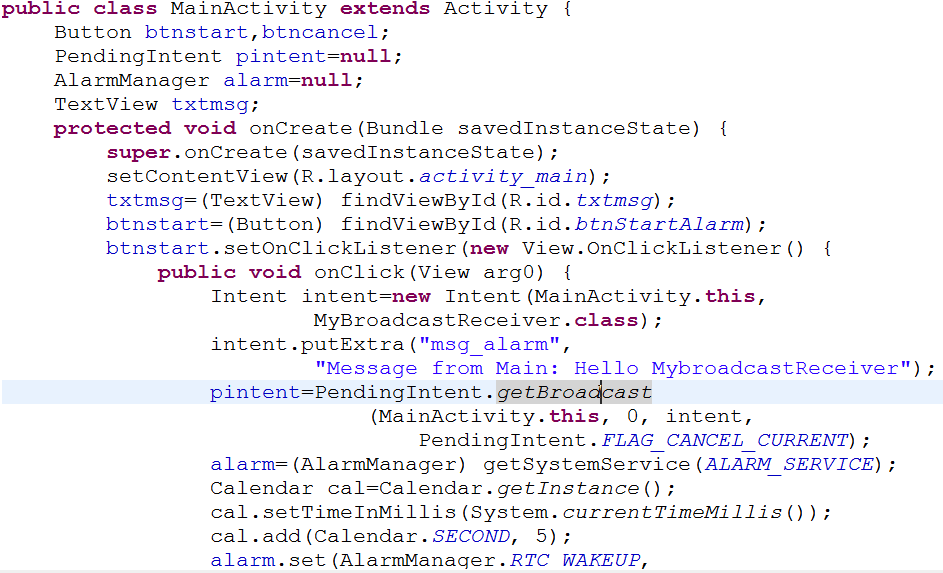 public class MainActivity extends Activity {
Button btnstart,btncancel;
PendingIntent pintent=null;
AlarmManager alarm=null;
TextView txtmsg;
protected void onCreate(Bundle savedInstanceState) {
super.onCreate(savedInstanceState);
setContentView(R.layout.activity_main);
txtmsg=(TextView) findViewById(R.id.txtmsg);
btnstart=(Button) findViewById(R.id.btnStartAlarm);
btnstart.setOnClickListener(new View.OnClickListener() {
public void onClick(View arg0) {
Intent intent=new Intent(MainActivity.this,
MyBroadcastReceiver.class);
intent.putExtra("msg_alarm",
"Message from Main: Hello MybroadcastReceiver");
pintent=PendingIntent.getBroadcast
(MainActivity.this, 0, intent,
PendingIntent.FLAG_CANCEL_CURRENT);
alarm=(AlarmManager) getSystemService(ALARM_SERVICE);
Calendar cal=Calendar.getInstance();
cal.setTimeInMillis(System.currentTimeMillis());
cal.add(Calendar.SECOND, 5);
alarm.set(AlarmManager.RTC_WAKEUP,